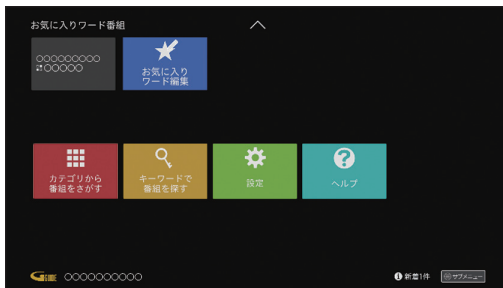 お気に入りワード番組
○○○○○○○○○
○○○○○
お気に入り
ワード編集
カテゴリから
番組をさがす
キーワードで
番組を探す
設定
ヘルプ
○○○○○○○○○○
新着1件
サブメニュー